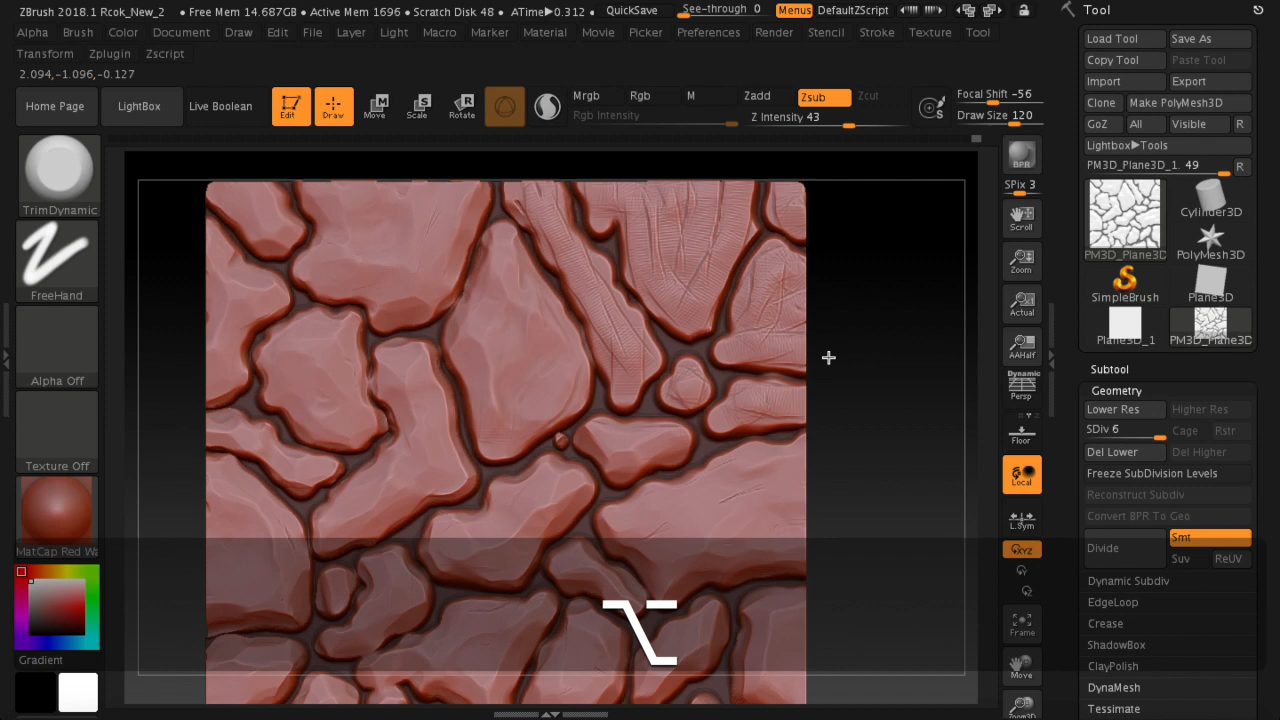 ZBrush 2018.1 Rcok_New_2 • Free Mem 14.687GB • Active Mem 1696 • Scratch Disk 48 • ATime▶0.312 • QuickSave See-through 0 Menus DefaultZScript
Tool
Alpha Brush Color Document Draw Edit File Layer Light Macro Marker Material Movie Picker Preferences Render Stencil Stroke Texture Tool
Transform Zplugin Zscript
2.094,-1.096,-0.127
Home Page LightBox Live Boolean Edit Draw Move Scale Rotate
Mrgb Rgb M Zadd Zsub Zcut
Rgb Intensity Z Intensity 43
Focal Shift -56
Draw Size 120
S
TrimDynamic
FreeHand
Alpha Off
Texture Off
MatCap Red Wa
Gradient
BPR
SPix 3
Scroll
Zoom
Actual
AAHalf
Dynamic
Persp
Floor
Local
L.Sym
XYZ
Y
Z
Frame
Move
Zoom3D
Load Tool Save As
Copy Tool Paste Tool
Import Export
Clone Make PolyMesh3D
GoZ All Visible R
Lightbox▶Tools
PM3D_Plane3D_1. 49 R
Cylinder3D
PM3D_Plane3D PolyMesh3D
SimpleBrush Plane3D
Plane3D_1 PM3D_Plane3D
Subtool
Geometry
Lower Res Higher Res
SDiv 6 Cage Rstr
Del Lower Del Higher
Freeze SubDivision Levels
Reconstruct Subdiv
Convert BPR To Geo
Divide Smt
Suv ReUV
Dynamic Subdiv
EdgeLoop
Crease
ShadowBox
ClayPolish
DynaMesh
Tessimate
⌥